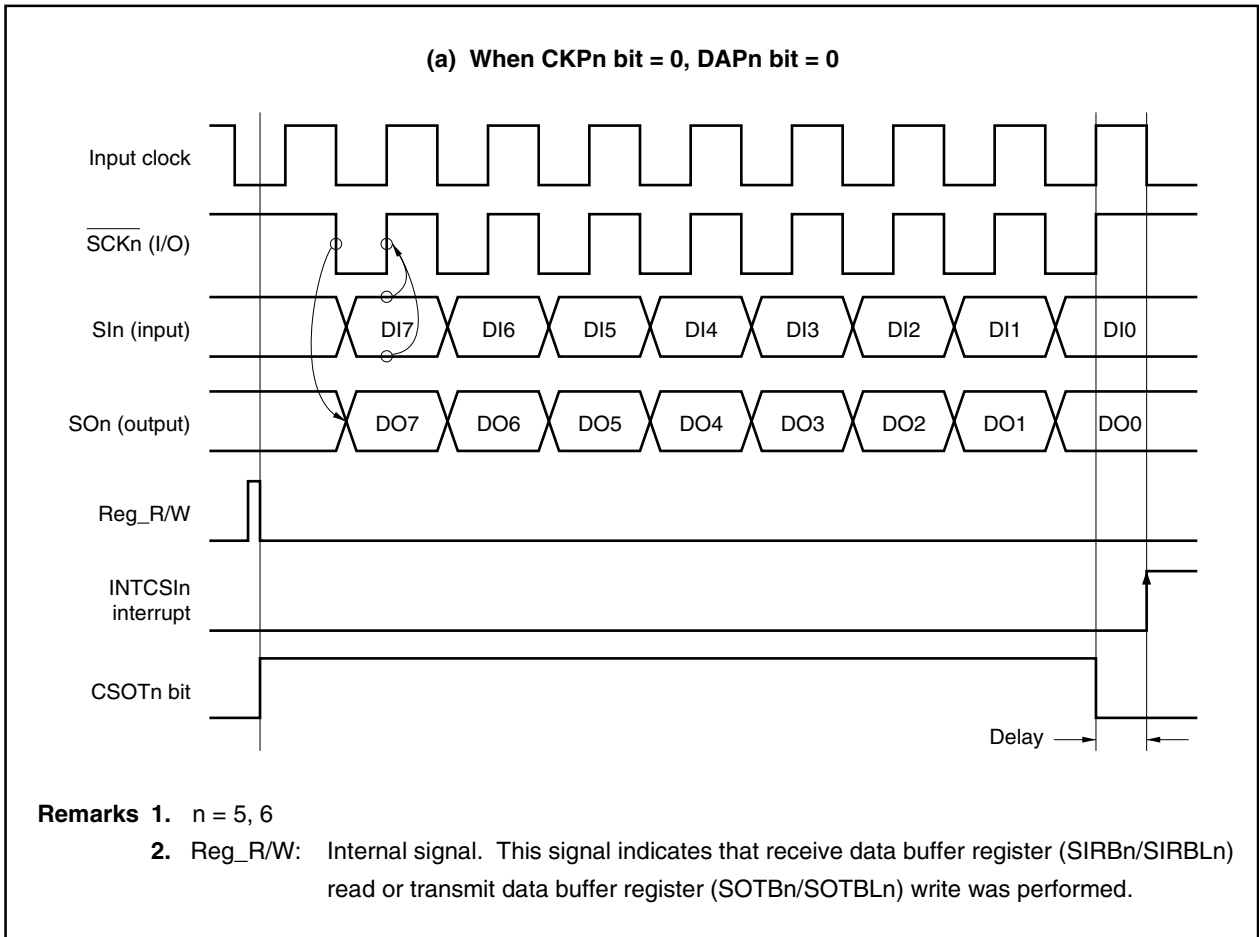 (a) When CKPn bit = 0, DAPn bit = 0
Input clock
SCKn (I/O)
SIn (input)
DI7 DI6 DI5 DI4 DI3 DI2 DI1 DI0
SOn (output)
DO7 DO6 DO5 DO4 DO3 DO2 DO1 DO0
Reg_R/W
INTCSIn
interrupt
CSOTn bit
Delay
Remarks 1. n = 5, 6
2. Reg_R/W: Internal signal. This signal indicates that receive data buffer register (SIRBn/SIRBLn)
read or transmit data buffer register (SOTBn/SOTBLn) write was performed.